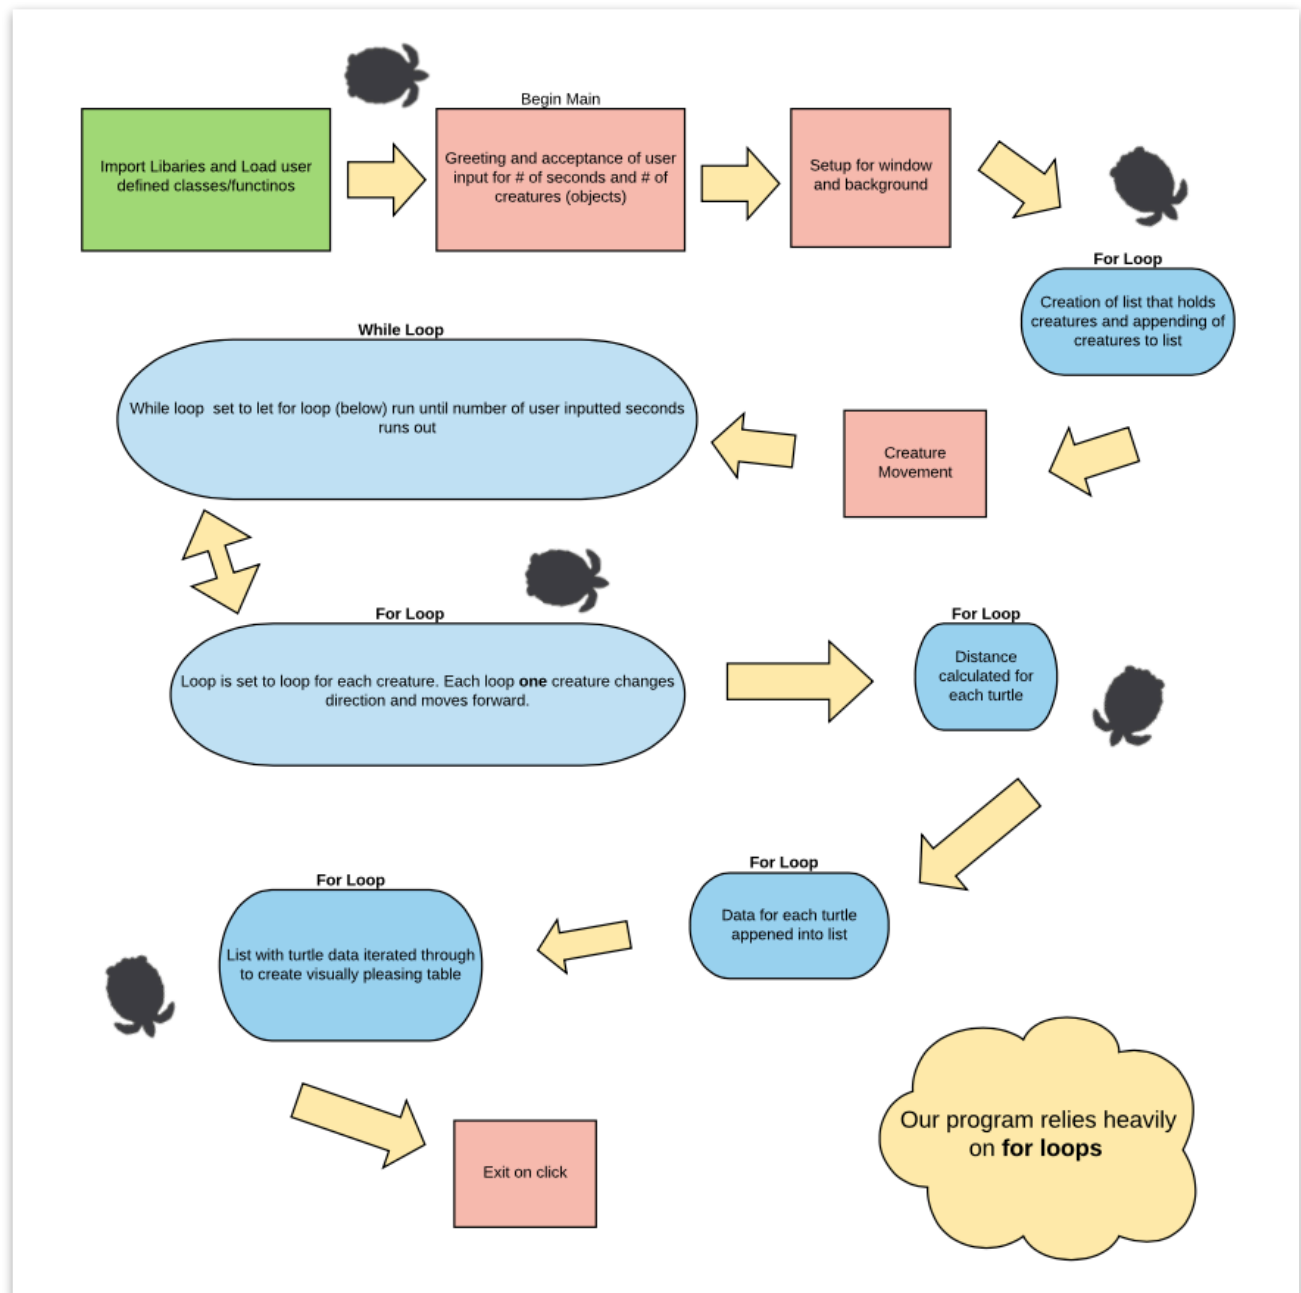 Import Libaries and Load user
defined classes/functinos
Begin Main
Greeting and acceptance of user
input for # of seconds and # of
creatures (objects)
Setup for window
and background
For Loop
Creation of list that holds
creatures and appending of
creatures to list
Creature
Movement
While Loop
While loop set to let for loop (below) run until number of user inputted seconds
runs out
For Loop
Loop is set to loop for each creature. Each loop one creature changes
direction and moves forward.
For Loop
Distance
calculated for
each turtle
For Loop
Data for each turtle
appened into list
For Loop
List with turtle data iterated through
to create visually pleasing table
Exit on click
Our program relies heavily
on for loops